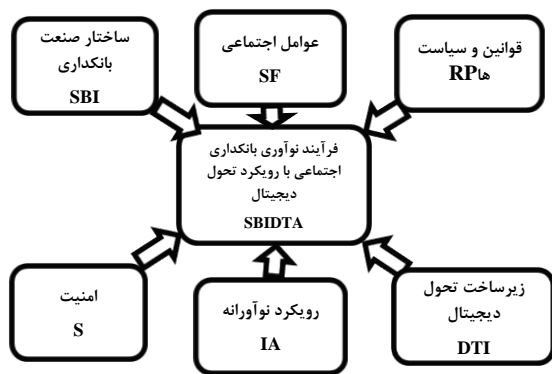 قوانین و سیاست
هاRP
عوامل اجتماعی
SF
ساختار صنعت
بانکداری
SBI
فرآیند نوآوری بانکداری
اجتماعی با رویکرد تحول
دیجیتال
SBIDTA
زیرساخت تحول
دیجیتال
DTI
رویکرد نوآورانه
IA
امنیت
S